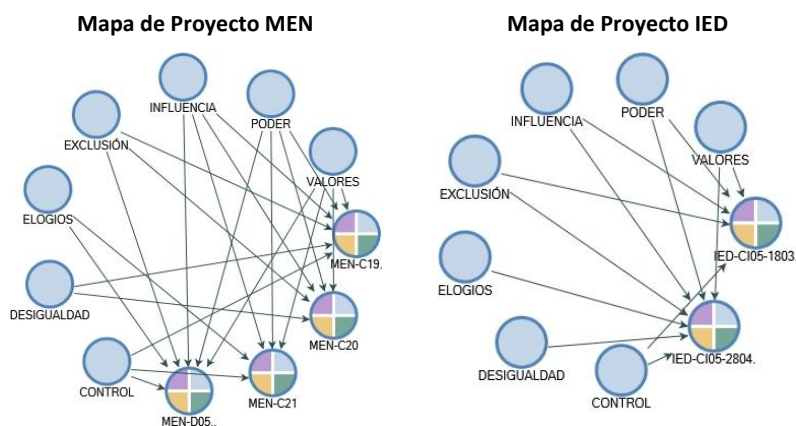 Mapa de Proyecto MEN
INFLUENCIA
PODER
EXCLUSIÓN
VALORES
ELOGIOS
MEN-C19.
DESIGUALDAD
MEN-C20
CONTROL
MEN-C21
MEN-D05..
Mapa de Proyecto IED
PODER
INFLUENCIA
VALORES
EXCLUSIÓN
IED-CI05-1803.
ELOGIOS
IED-CI05-2804.
DESIGUALDAD
CONTROL